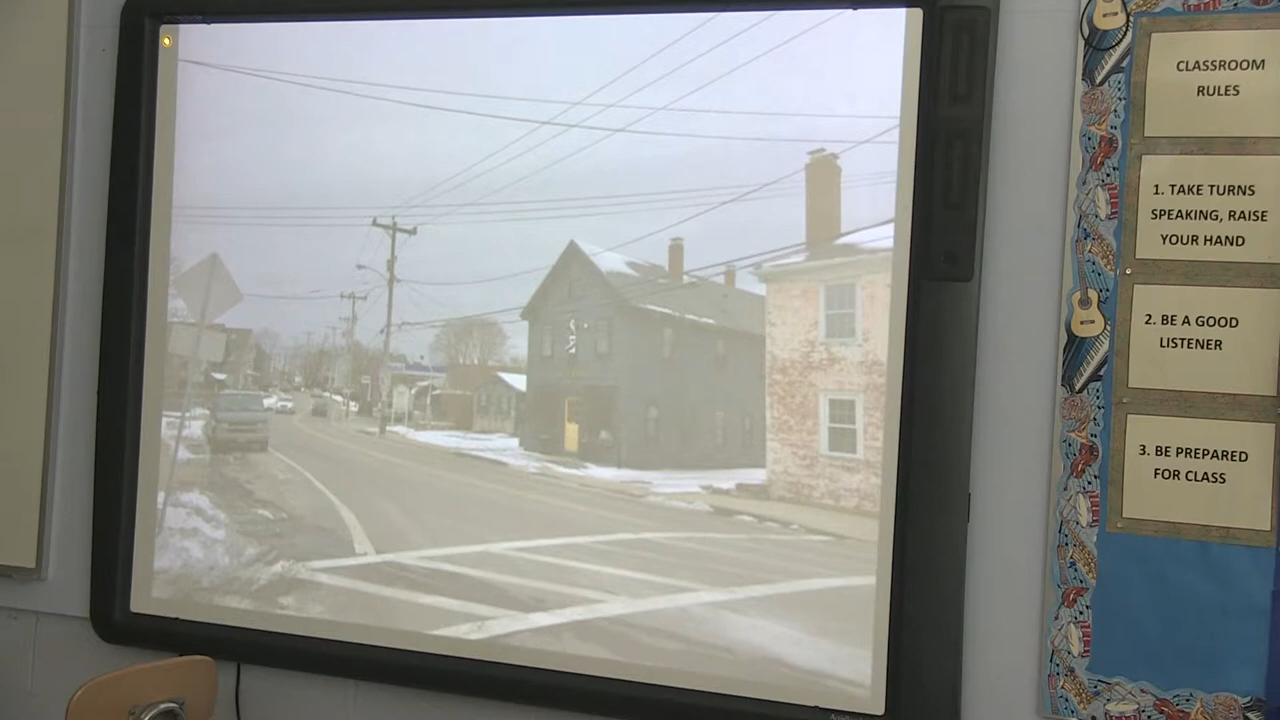 CLASSROOM
RULES
1. TAKE TURNS
SPEAKING, RAISE
YOUR HAND
2. BE A GOOD
LISTENER
3. BE PREPARED
FOR CLASS